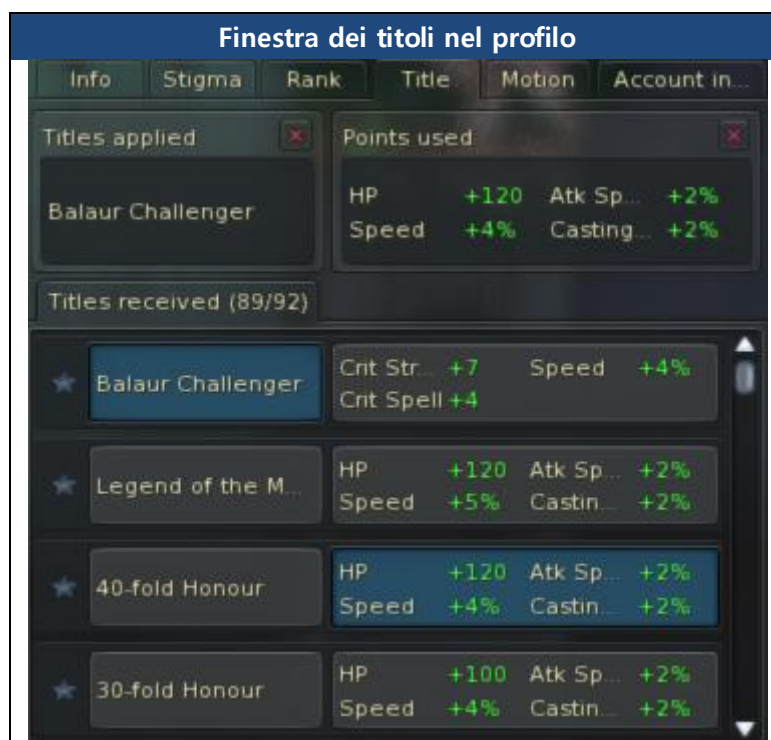 Finestra dei titoli nel profilo
Info Stigma Rank Title Motion Account in...
Titles applied
Balaur Challenger
Points used
HP +120 Atk Sp... +2%
Speed +4% Casting... +2%
Titles received (89/92)
Balaur Challenger
Crit Str... +7 Speed +4%
Crit Spell +4
Legend of the M...
HP +120 Atk Sp... +2%
Speed +5% Castin... +2%
40-fold Honour
HP +120 Atk Sp... +2%
Speed +4% Castin... +2%
30-fold Honour
HP +100 Atk Sp... +2%
Speed +4% Castin... +2%